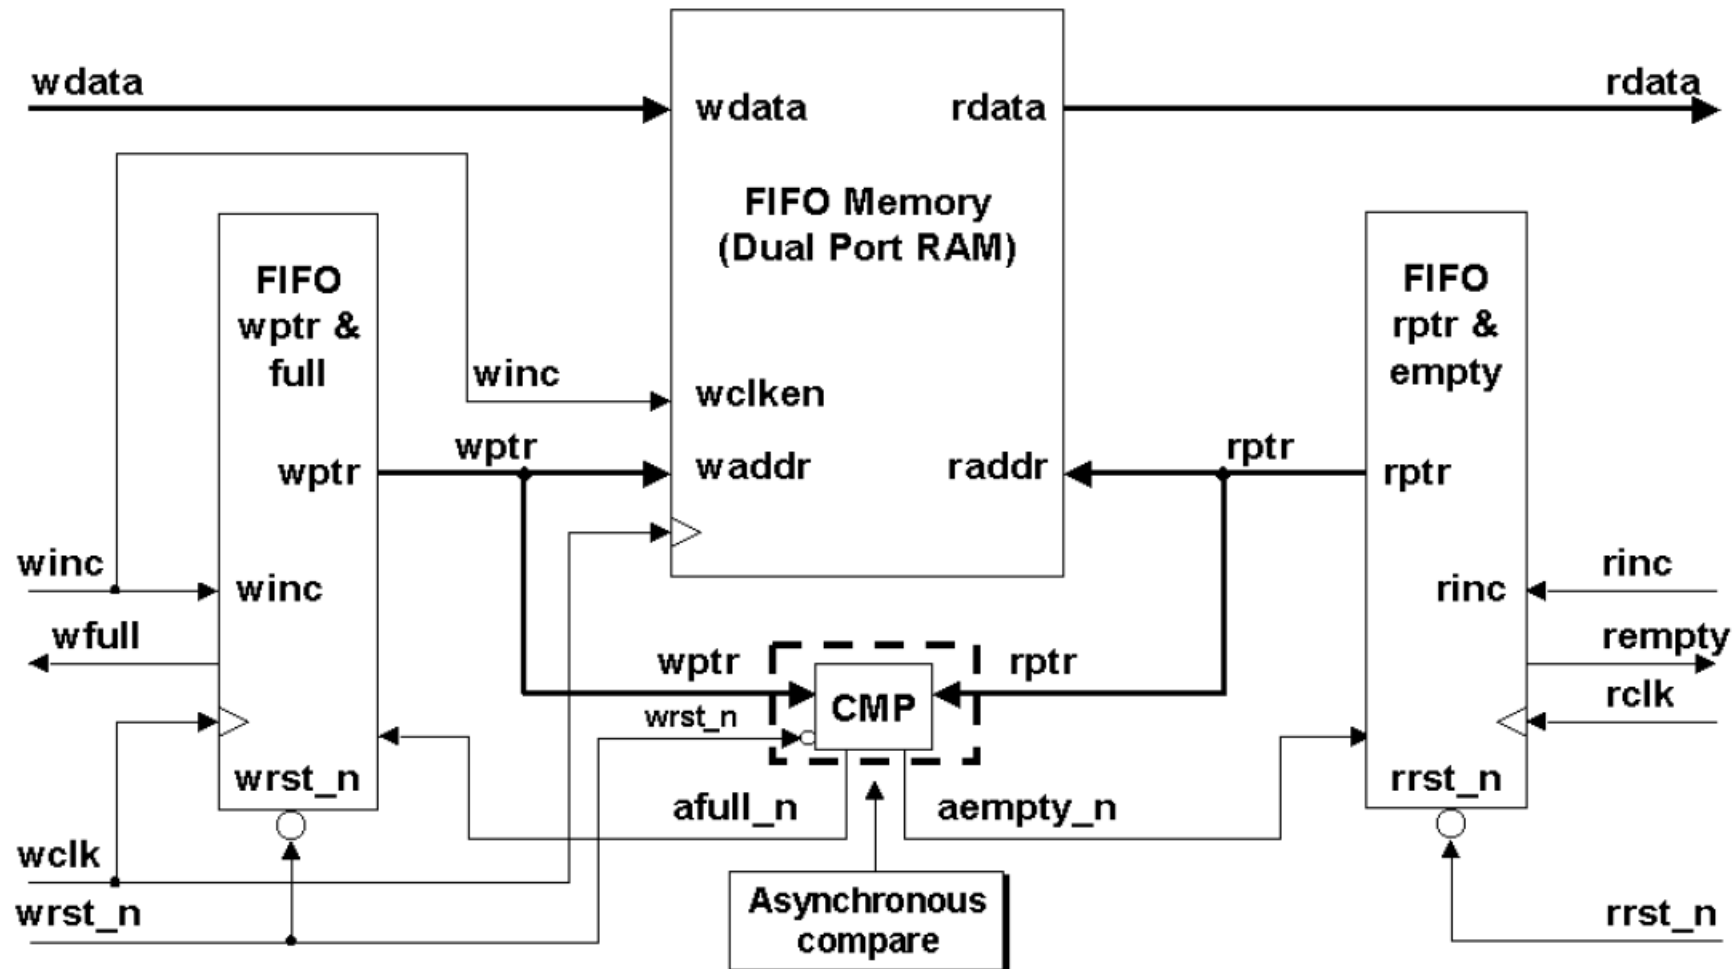 wdata
rdata
wdata
rdata
FIFO Memory
(Dual Port RAM)
FIFO
wptr &
full
FIFO
rptr &
empty
winc
wclken
wptr
rptr
wptr
waddr
raddr
rptr
winc
rinc
winc
rinc
wfull
rempty
wptr
rptr
CMP
wrst_n
rclk
wrst_n
rrst_n
afull_n
aempty_n
wclk
wrst_n
rrst_n
Asynchronous
compare